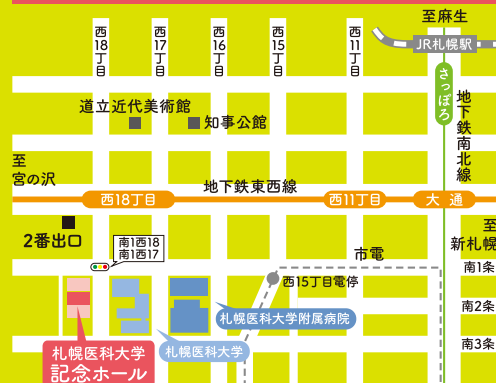 至麻生
西18丁目
西17丁目
西16丁目
西15丁目
西11丁目
JR札幌駅
さっぽろ
地下鉄南北線
道立近代美術館
知事公館
至
宮の沢
地下鉄東西線
西18丁目
西11丁目
大通
2番出口
南1西18
南1西17
市電
至
新札幌
南1条
西15丁目電停
南2条
札幌医科大学附属病院
南3条
札幌医科大学
札幌医科大学
記念ホール